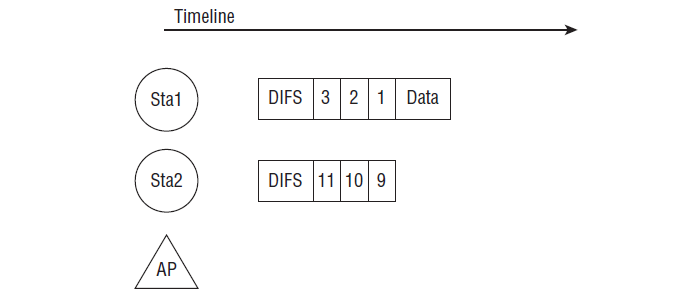 Timeline
Sta1 DIFS 3 2 1 Data
Sta2 DIFS 11 10 9
AP